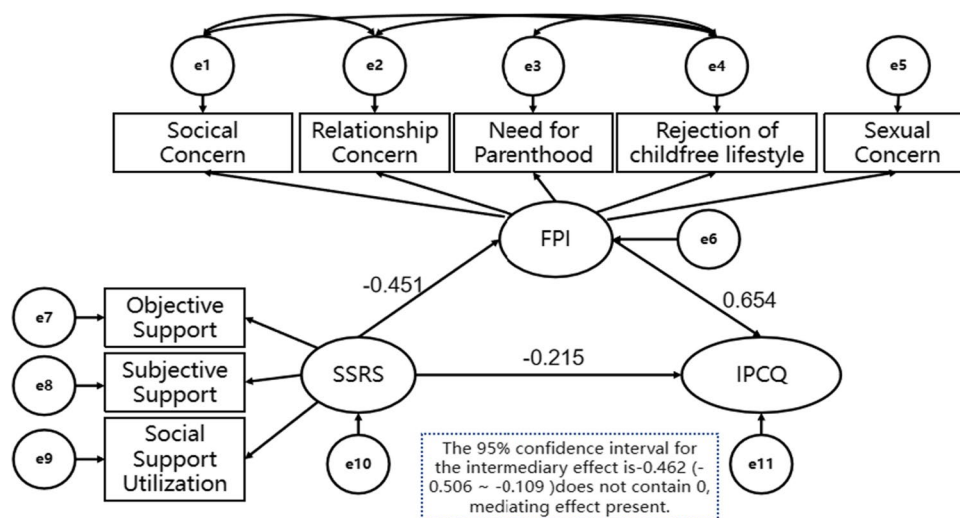 e1
e2
e3
e4
e5
Socical
Concern
Relationship
Concern
Need for
Parenthood
Rejection of
childfree lifestyle
Sexual
Concern
FPI
e6
-0.451
0.654
e7
Objective
Support
e8
Subjective
Support
SSRS
-0.215
IPCQ
e9
Social
Support
Utilization
e10
The 95% confidence interval for
the intermediary effect is-0.462 (-
0.506 ~ -0.109 )does not contain 0,
mediating effect present.
e11